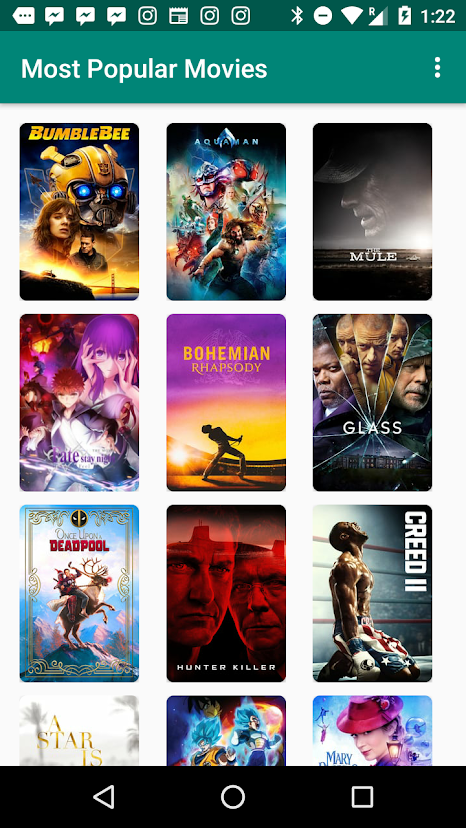 1:22
Most Popular Movies
BUMBLEBEE
AQUAMAN
THE
MULE
Fate
stay night
BOHEMIAN
RHAPSODY
GLASS
ONCE UPON A
DEADPOOL
HUNTER KILLER
CREED II
A
STAR
IS
MARY